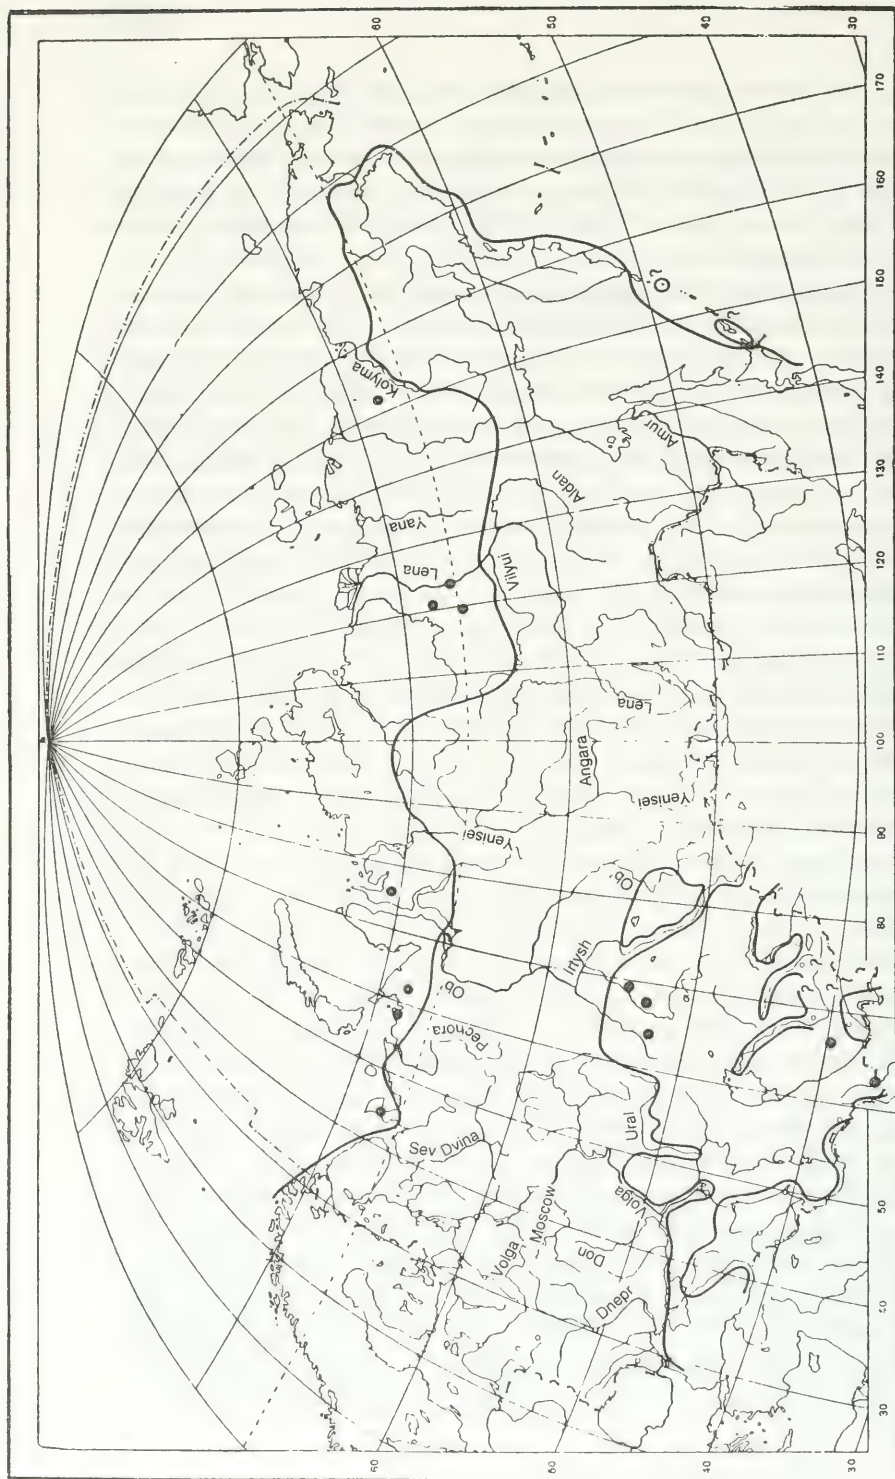 60
50
40
30
170
160
150
140
130
120
110
100
90
80
50
40
30
60
50
40
30
?
?
Kolyma
Amur
Aldan
Yana
Lena
Vilyui
Lena
Angara
Yenisei
Yenisei
Ob'
Irtysh
Ob'
Pechora
Ural
Sev Dvina
Volga
Moscow
Volga
Don
Dnepr